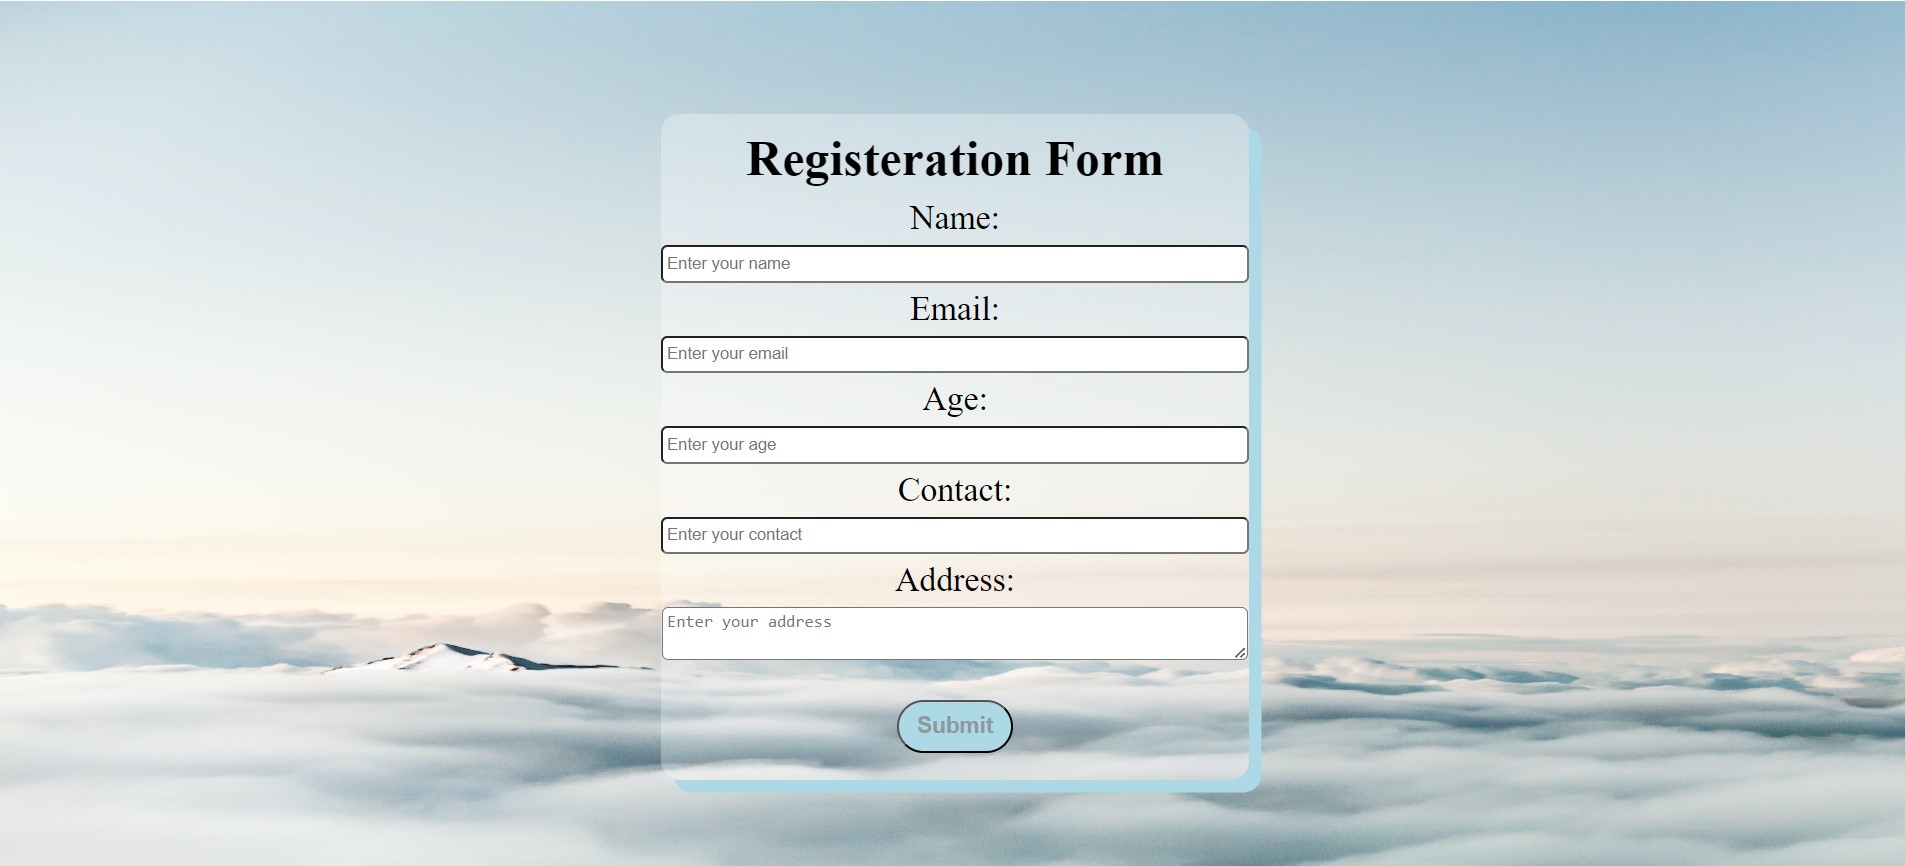 Registeration Form
Name:
Enter your name
Email:
Enter your email
Age:
Enter your age
Contact:
Enter your contact
Address:
Enter your address
Submit